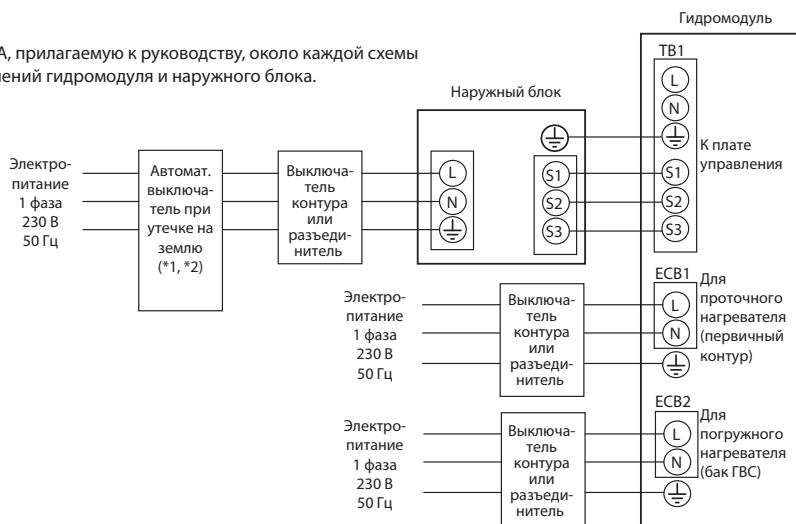 Гидромодуль
А, прилагаемую к руководству, около каждой схемы
нений гидромодуля и наружного блока.
TB1
L
N
К плате
управления
S1
S2
S3
Наружный блок
L
N
S1
S2
S3
Электро-
питание
1 фаза
230 В
50 Гц
Автомат.
выключа-
тель при
утечке на
землю
(*1, *2)
Выключа-
тель
контура
или
разъеди-
нитель
ECB1
Для
проточного
нагревателя
(первичный
контур)
L
N
Электро-
питание
1 фаза
230 В
50 Гц
Выключа-
тель
контура
или
разъеди-
нитель
ECB2
Для
погружного
нагревателя
(бак ГВС)
L
N
Электро-
питание
1 фаза
230 В
50 Гц
Выключа-
тель
контура
или
разъеди-
нитель